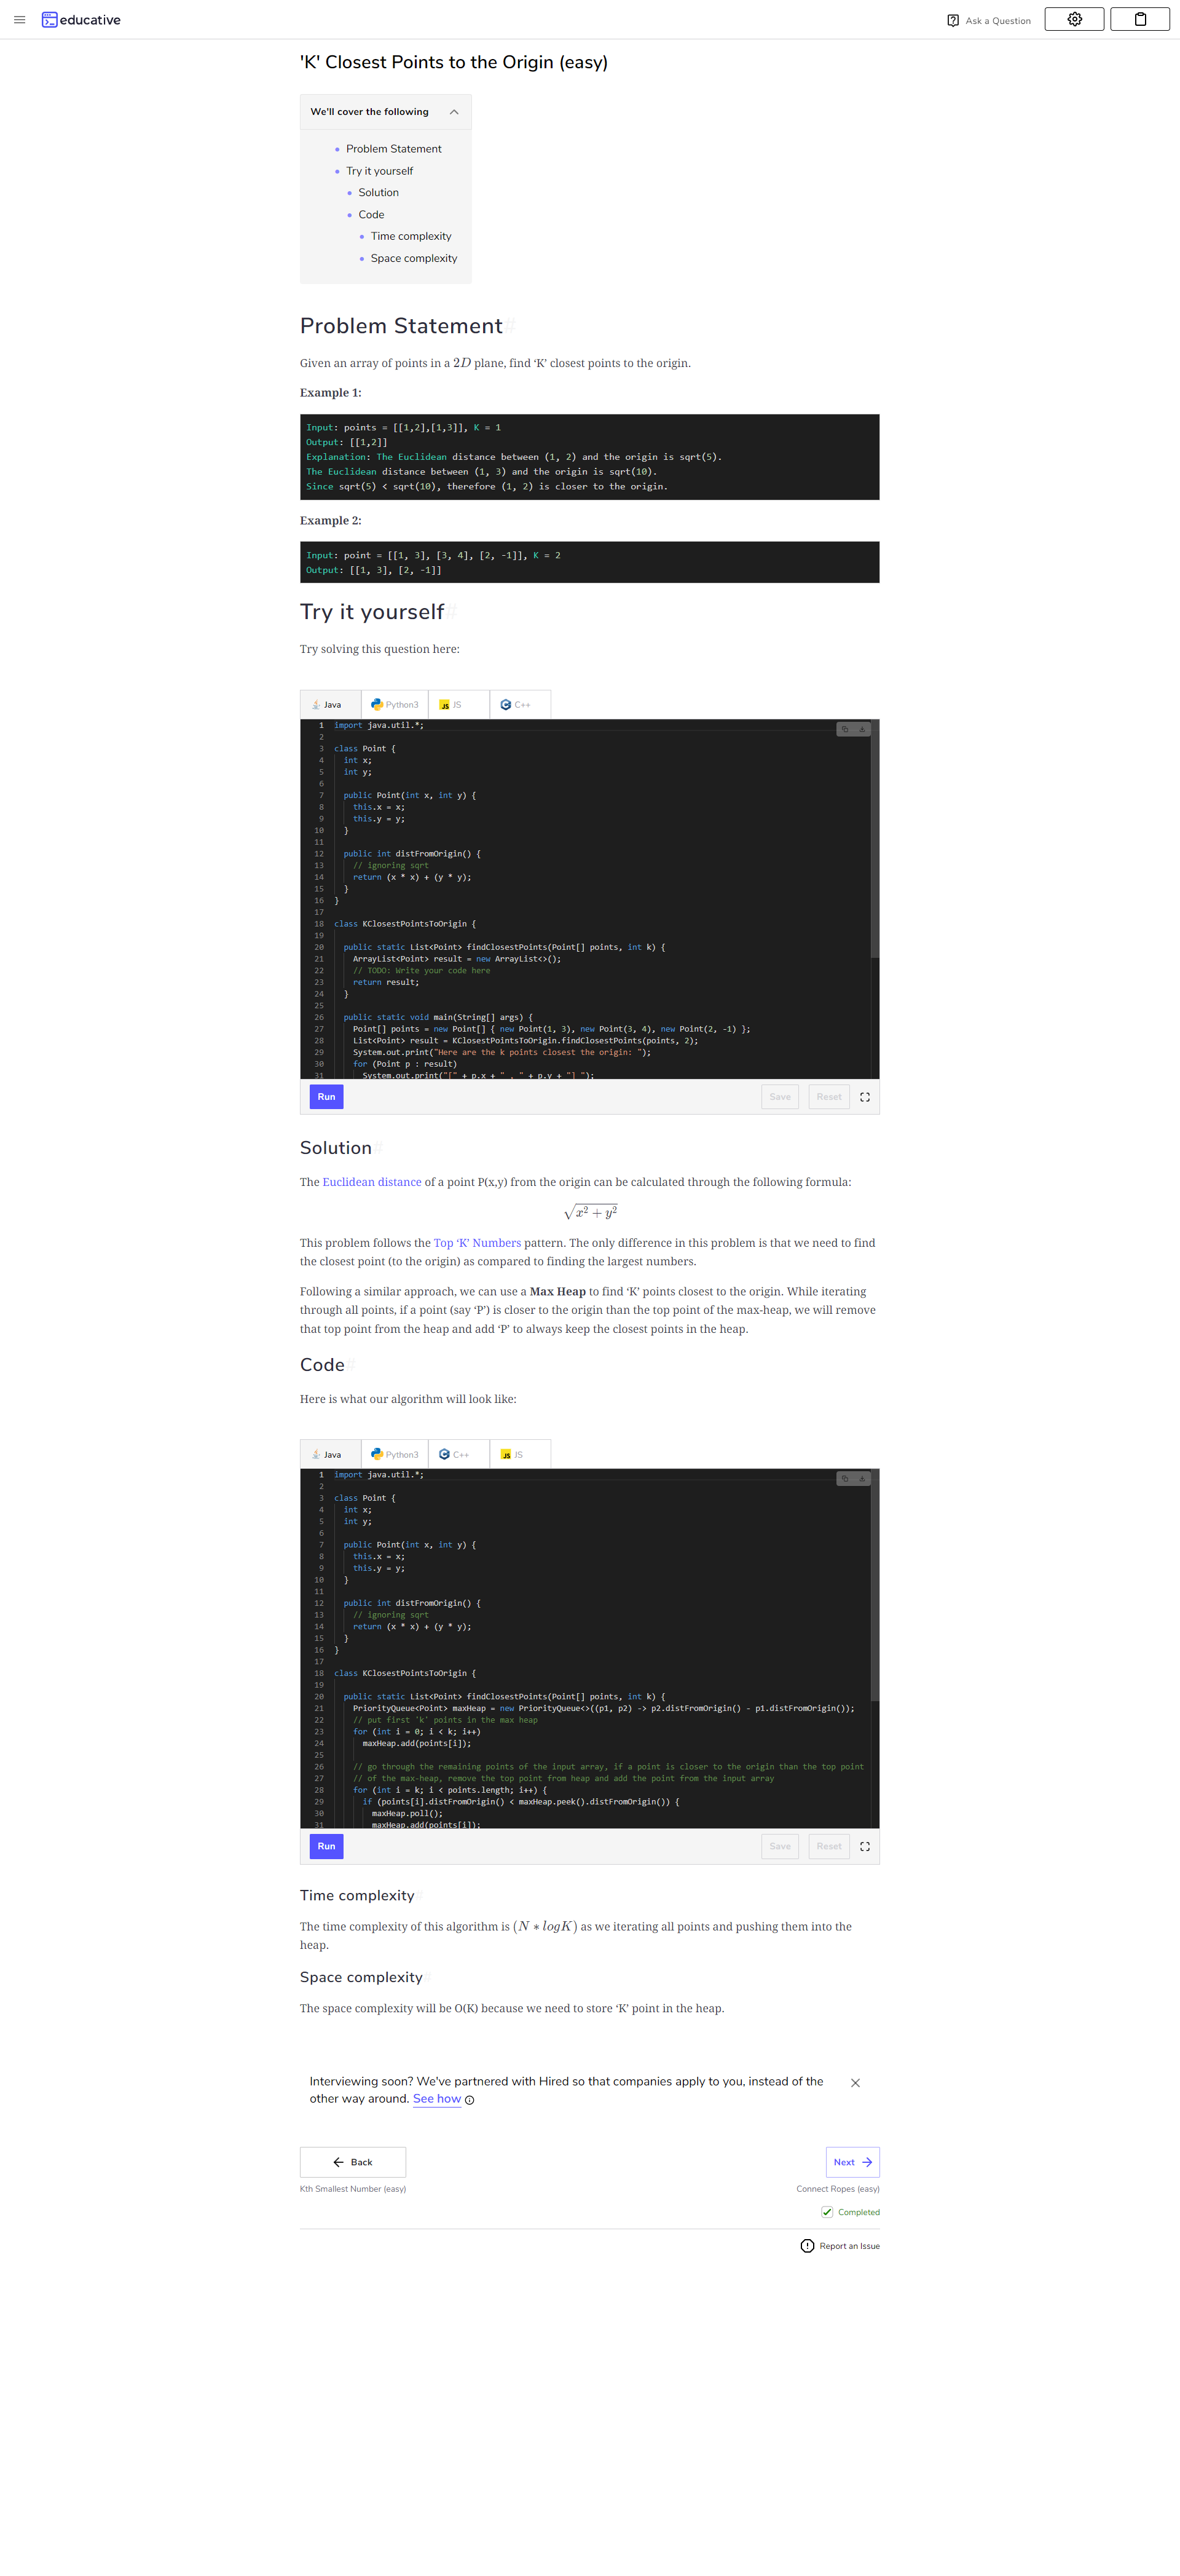 educative
Ask a Question
'K' Closest Points to the Origin (easy)
We'll cover the following
Problem Statement
Try it yourself
Solution
Code
Time complexity
Space complexity
Problem Statement#
Given an array of points in a 2D plane, find ‘K’ closest points to the origin.
Example 1:
Input: points = [[1,2],[1,3]], K = 1
Output: [[1,2]]
Explanation: The Euclidean distance between (1, 2) and the origin is sqrt(5).
The Euclidean distance between (1, 3) and the origin is sqrt(10).
Since sqrt(5) < sqrt(10), therefore (1, 2) is closer to the origin.
Example 2:
Input: point = [[1, 3], [3, 4], [2, -1]], K = 2
Output: [[1, 3], [2, -1]]
Try it yourself#
Try solving this question here:
Java Python3 JS C++
1 import java.util.*;
2
3 class Point {
4 int x;
5 int y;
6
7 public Point(int x, int y) {
8 this.x = x;
9 this.y = y;
10 }
11
12 public int distFromOrigin() {
13 // ignoring sqrt
14 return (x * x) + (y * y);
15 }
16 }
17
18 class KClosestPointsToOrigin {
19
20 public static List<Point> findClosestPoints(Point[] points, int k) {
21 ArrayList<Point> result = new ArrayList<>();
22 // TODO: Write your code here
23 return result;
24 }
25
26 public static void main(String[] args) {
27 Point[] points = new Point[] { new Point(1, 3), new Point(3, 4), new Point(2, -1) };
28 List<Point> result = KClosestPointsToOrigin.findClosestPoints(points, 2);
29 System.out.print("Here are the k points closest the origin: ");
30 for (Point p : result)
31 System.out.print("[" + p.x + " , " + p.y + "] ");
Run Save Reset
Solution#
The Euclidean distance of a point P(x,y) from the origin can be calculated through the following formula:
√x² + y²
This problem follows the Top ‘K’ Numbers pattern. The only difference in this problem is that we need to find
the closest point (to the origin) as compared to finding the largest numbers.
Following a similar approach, we can use a Max Heap to find ‘K’ points closest to the origin. While iterating
through all points, if a point (say ‘P’) is closer to the origin than the top point of the max-heap, we will remove
that top point from the heap and add ‘P’ to always keep the closest points in the heap.
Code#
Here is what our algorithm will look like:
Java Python3 C++ JS
1 import java.util.*;
2
3 class Point {
4 int x;
5 int y;
6
7 public Point(int x, int y) {
8 this.x = x;
9 this.y = y;
10 }
11
12 public int distFromOrigin() {
13 // ignoring sqrt
14 return (x * x) + (y * y);
15 }
16 }
17
18 class KClosestPointsToOrigin {
19
20 public static List<Point> findClosestPoints(Point[] points, int k) {
21 PriorityQueue<Point> maxHeap = new PriorityQueue<>((p1, p2) -> p2.distFromOrigin() - p1.distFromOrigin());
22 // put first 'k' points in the max heap
23 for (int i = 0; i < k; i++)
24 maxHeap.add(points[i]);
25
26 // go through the remaining points of the input array, if a point is closer to the origin than the top point
27 // of the max-heap, remove the top point from heap and add the point from the input array
28 for (int i = k; i < points.length; i++) {
29 if (points[i].distFromOrigin() < maxHeap.peek().distFromOrigin()) {
30 maxHeap.poll();
31 maxHeap.add(points[i]);
Run Save Reset
Time complexity#
The time complexity of this algorithm is (N ∗ logK) as we iterating all points and pushing them into the
heap.
Space complexity#
The space complexity will be O(K) because we need to store ‘K’ point in the heap.
Interviewing soon? We've partnered with Hired so that companies apply to you, instead of the
other way around. See how
Back Next
Kth Smallest Number (easy) Connect Ropes (easy)
Completed
Report an Issue